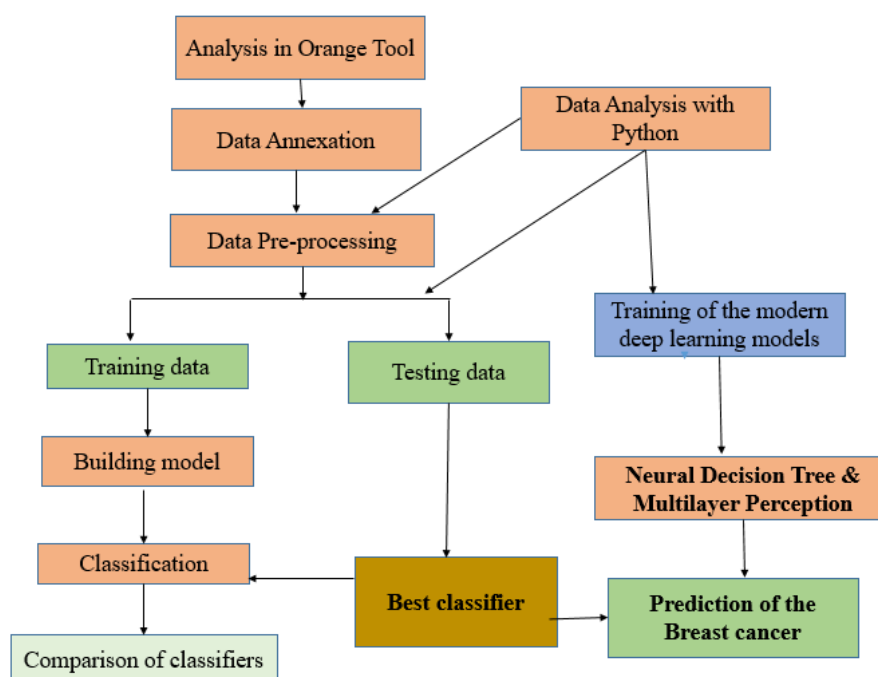 Analysis in Orange Tool
Data Analysis with
Python
Data Annexation
Data Pre-processing
Training of the modern
deep learning models
Training data
Testing data
Building model
Neural Decision Tree &
Multilayer Perception
Classification
Best classifier
Prediction of the
Breast cancer
Comparison of classifiers